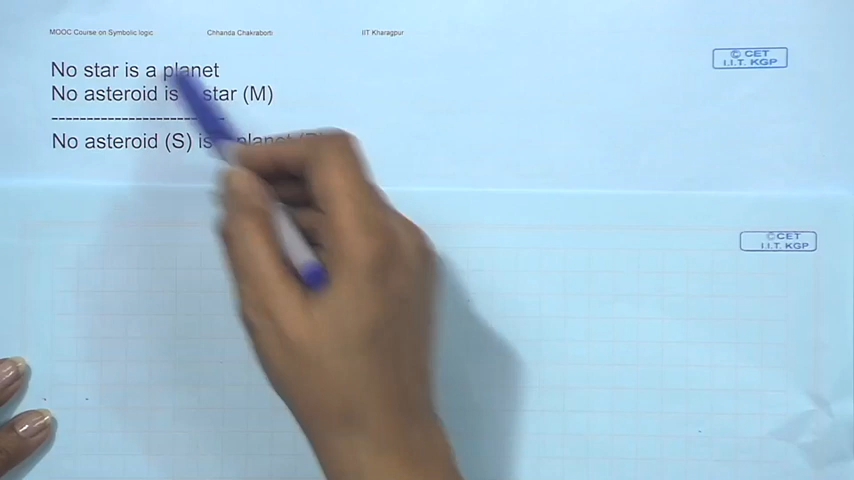 MOOC Course on Symbolic logic Chhanda Chakraborti IIT Kharagpur
© CET
I.I.T. KGP
No star is a planet
No asteroid is star (M)
-------------------------
No asteroid (S) is planet
© CET
I.I.T. KGP